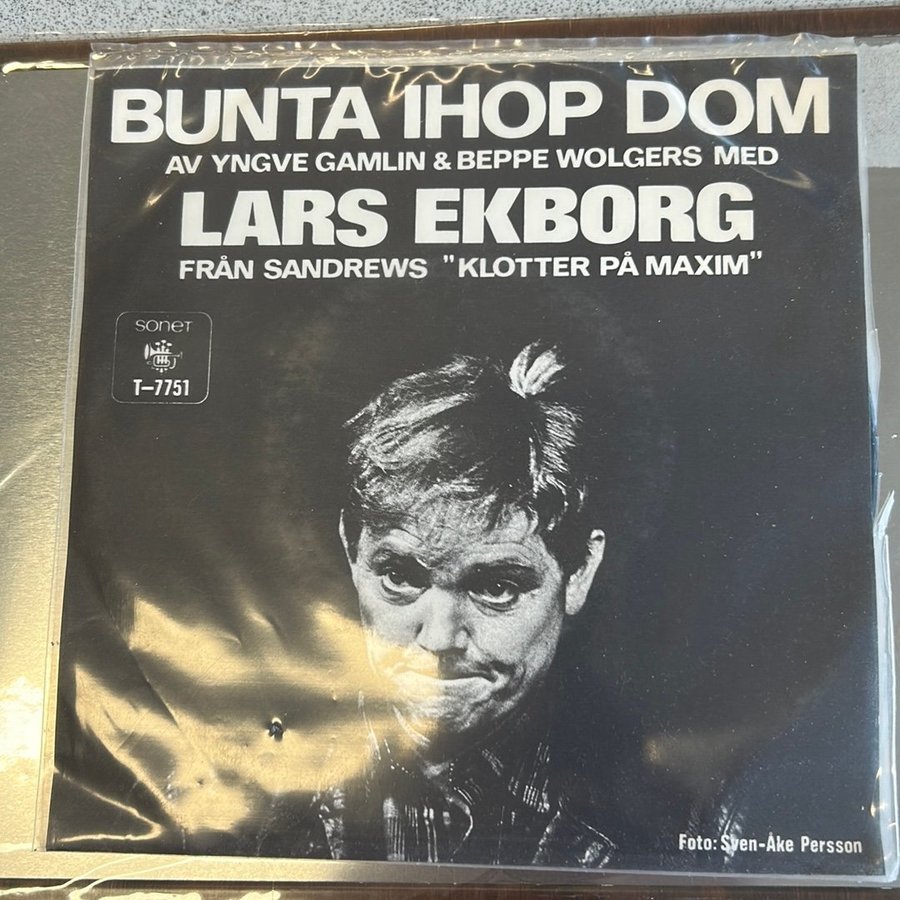 BUNTA IHOP DOM
AV YNGVE GAMLIN & BEPPE WOLGERS MED
LARS EKBORG
FRÅN SANDREWS "KLOTTER PÅ MAXIM"
sonet
T-7751
Foto: Sven-Åke Persson